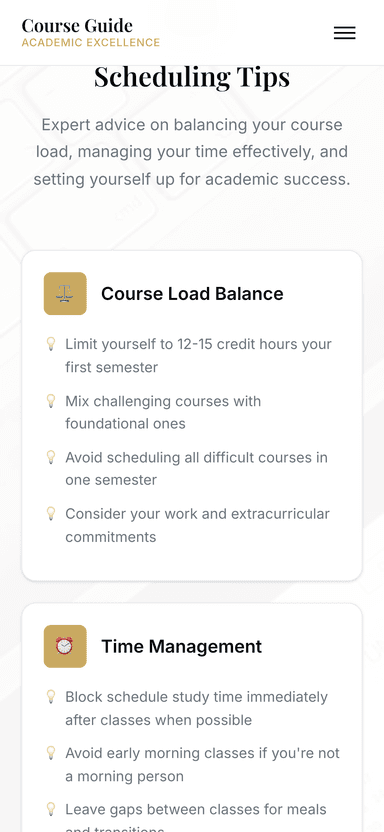 Course Guide
ACADEMIC EXCELLENCE
Scheduling Tips
Expert advice on balancing your course
load, managing your time effectively, and
setting yourself up for academic success.
Course Load Balance
Limit yourself to 12-15 credit hours your
first semester
Mix challenging courses with
foundational ones
Avoid scheduling all difficult courses in
one semester
Consider your work and extracurricular
commitments
Time Management
Block schedule study time immediately
after classes when possible
Avoid early morning classes if you're not
a morning person
Leave gaps between classes for meals
and transitions